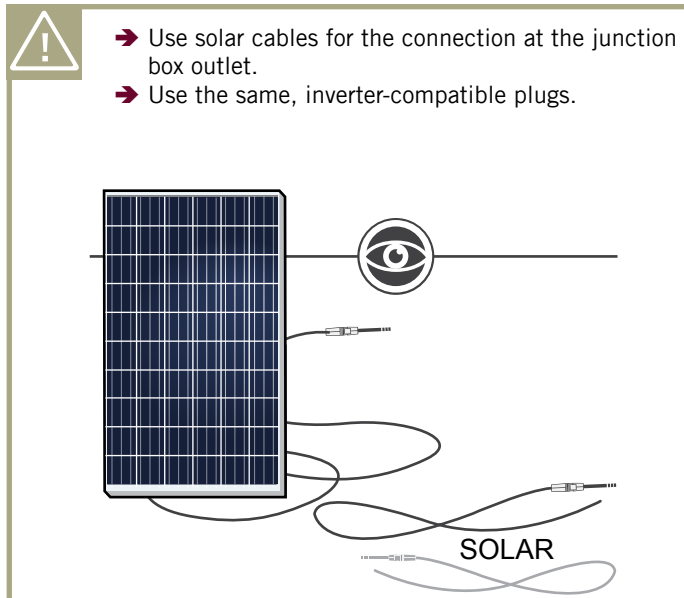 ➔ Use solar cables for the connection at the junction
box outlet.
➔ Use the same, inverter-compatible plugs.
SOLAR